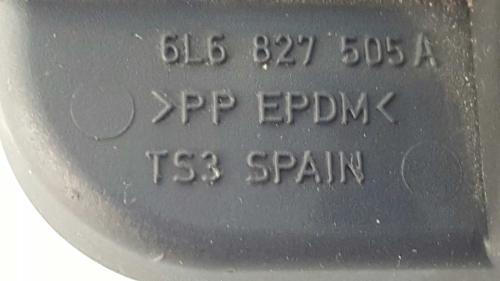 6L6 827 505 A
>PP EPDM<
TS3 SPAIN